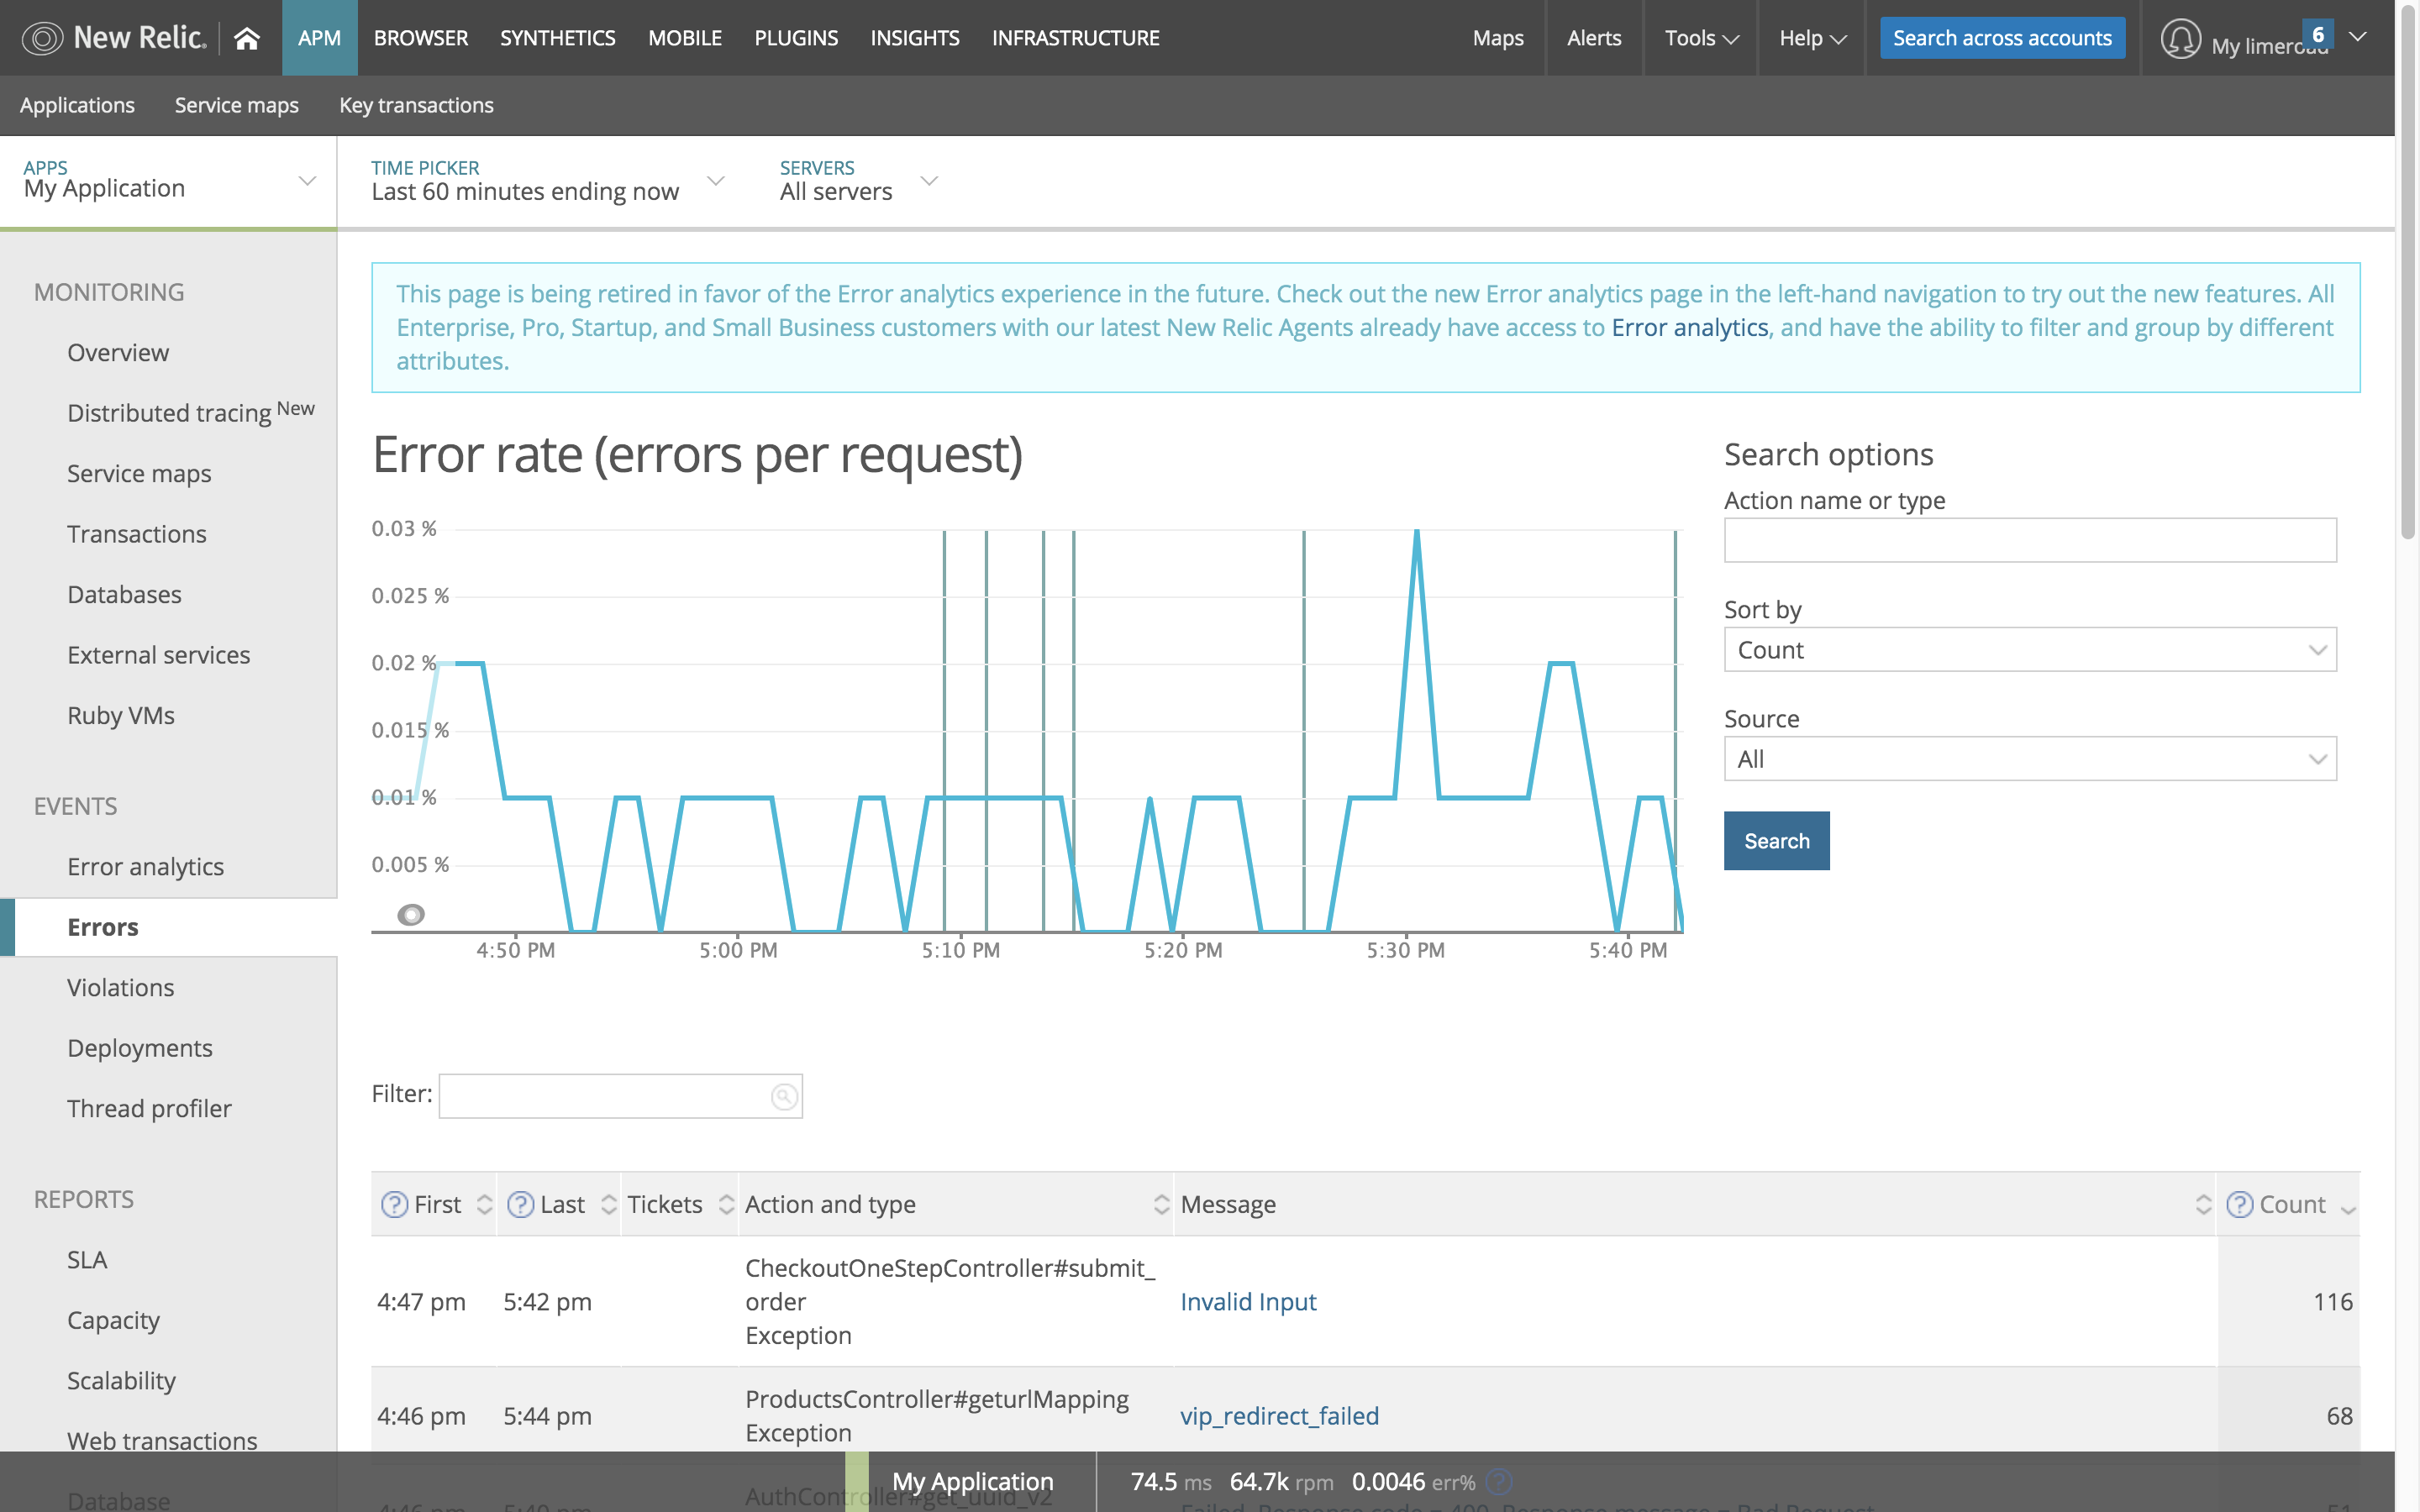 New Relic.
APM
BROWSER
SYNTHETICS
MOBILE
PLUGINS
INSIGHTS
INFRASTRUCTURE
Maps
Alerts
Tools
Help
Search across accounts
My limeroad
6
Applications
Service maps
Key transactions
APPS
My Application
TIME PICKER
Last 60 minutes ending now
SERVERS
All servers
MONITORING
Overview
Distributed tracing New
Service maps
Transactions
Databases
External services
Ruby VMs
EVENTS
Error analytics
Errors
Violations
Deployments
Thread profiler
REPORTS
SLA
Capacity
Scalability
Web transactions
Database
This page is being retired in favor of the Error analytics experience in the future. Check out the new Error analytics page in the left-hand navigation to try out the new features. All
Enterprise, Pro, Startup, and Small Business customers with our latest New Relic Agents already have access to Error analytics, and have the ability to filter and group by different
attributes.
Error rate (errors per request)
0.03 %
0.025 %
0.02 %
0.015 %
0.01 %
0.005 %
4:50 PM
5:00 PM
5:10 PM
5:20 PM
5:30 PM
5:40 PM
Search options
Action name or type
Sort by
Count
Source
All
Search
Filter:
? First
? Last
Tickets
Action and type
Message
? Count
4:47 pm
5:42 pm
CheckoutOneStepController#submit_
order
Exception
Invalid Input
116
4:46 pm
5:44 pm
ProductsController#geturlMapping
Exception
vip_redirect_failed
68
4:46 pm
5:40 pm
AuthController#get_uuid_v2
Failed. Response code = 400. Response message = Bad Request
51
My Application
74.5 ms
64.7k rpm
0.0046 err% ?